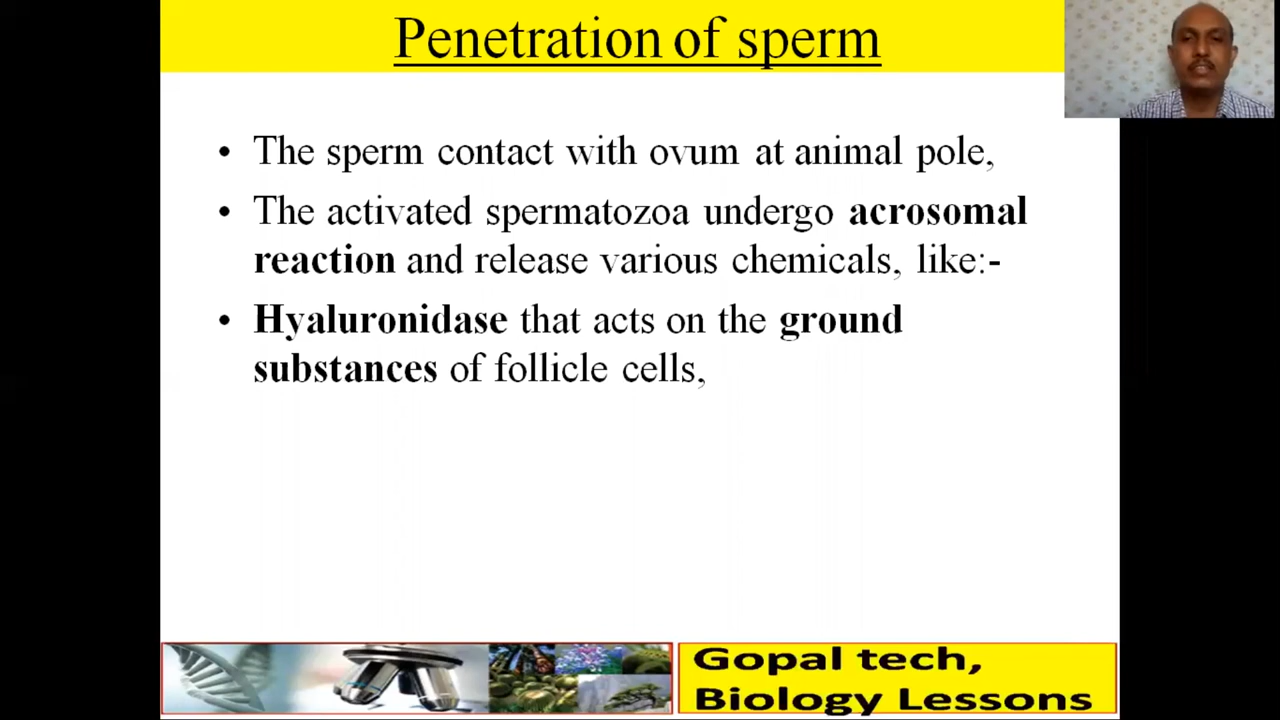 Penetration of sperm
• The sperm contact with ovum at animal pole,
• The activated spermatozoa undergo acrosomal
reaction and release various chemicals, like:-
• Hyaluronidase that acts on the ground
substances of follicle cells,
Gopal tech,
Biology Lessons